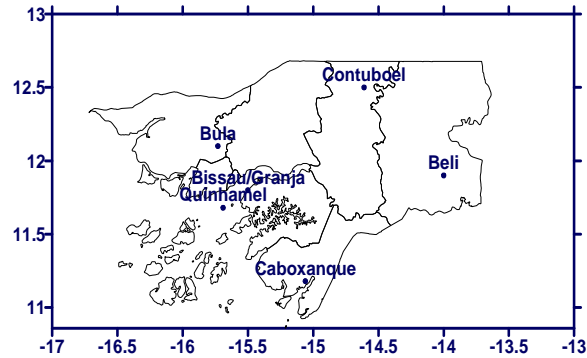 13
Contuboel
12.5
Bula
12
Beli
Bissau/Granja
Quinhamel
11.5
Caboxanque
11
-17 -16.5 -16 -15.5 -15 -14.5 -14 -13.5 -13